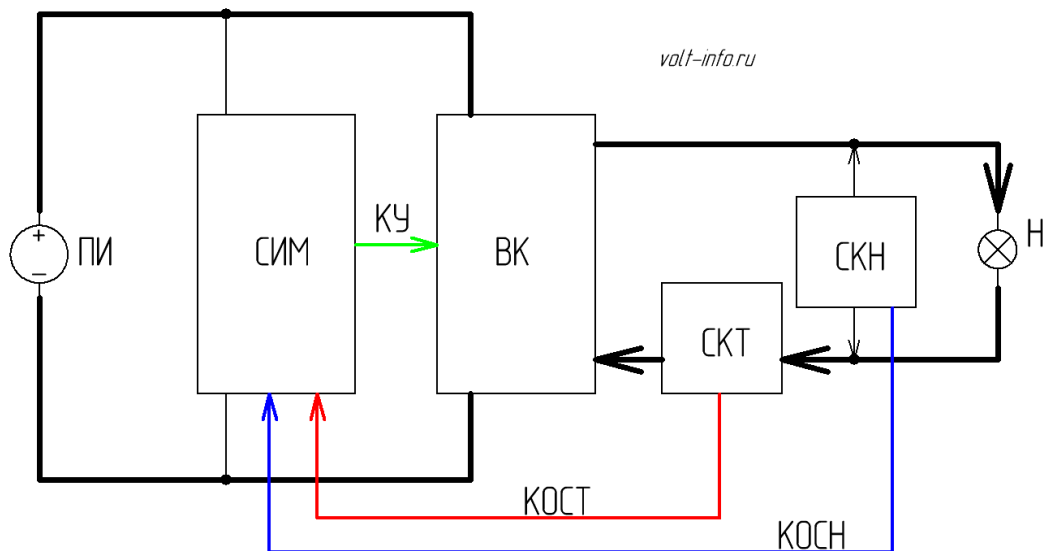 volt-info.ru
КУ
ПИ
СИМ
ВК
СКН
Н
СКТ
КОСТ
КОСН